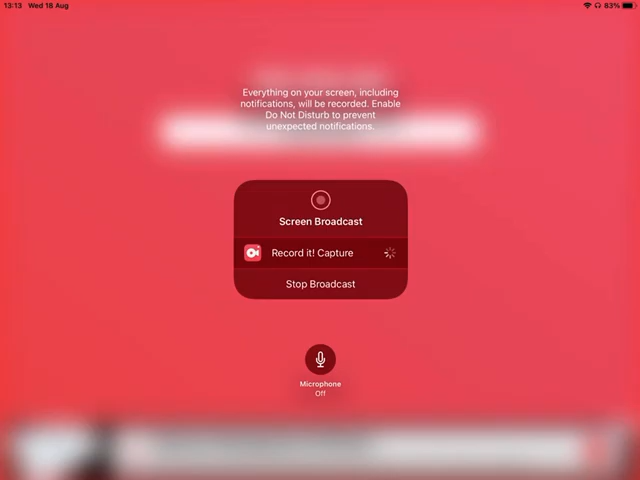 13:13 Wed 18 Aug 83%
Everything on your screen, including
notifications, will be recorded. Enable
Do Not Disturb to prevent
unexpected notifications.
Screen Broadcast
Record it! Capture
Stop Broadcast
Microphone
Off